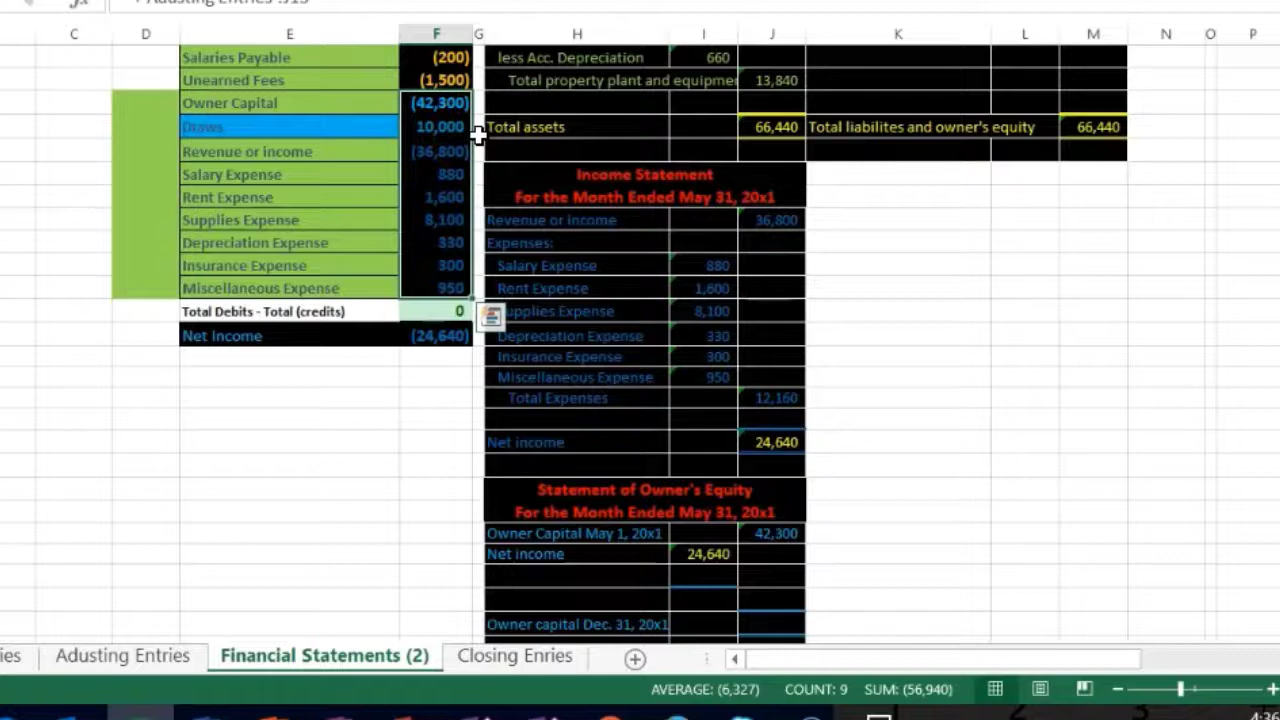 C D E F G H I J K L M N O P
Salaries Payable (200) less Acc. Depreciation 660
Unearned Fees (1,500) Total property plant and equipmer 13,840
Owner Capital (42,300)
Draws 10,000 Total assets 66,440 Total liabilites and owner's equity 66,440
Revenue or income (36,800)
Salary Expense 880 Income Statement
Rent Expense 1,600 For the Month Ended May 31, 20x1
Supplies Expense 8,100 Revenue or income 36,800
Depreciation Expense 330 Expenses:
Insurance Expense 300 Salary Expense 880
Miscellaneous Expense 950 Rent Expense 1,600
Total Debits - Total (credits) 0 upplies Expense 8,100
Net Income (24,640) Depreciation Expense 330
Insurance Expense 300
Miscellaneous Expense 950
Total Expenses 12,160
Net income 24,640
Statement of Owner's Equity
For the Month Ended May 31, 20x1
Owner Capital May 1, 20x1 42,300
Net income 24,640
Owner capital Dec. 31, 20x1
ies Adusting Entries Financial Statements (2) Closing Enries
AVERAGE: (6,327) COUNT: 9 SUM: (56,940)